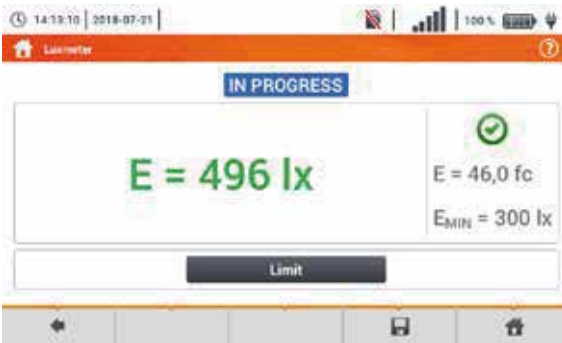 14:13:10 2018-07-21 100 %
Luxmeter
IN PROGRESS
E = 496 lx
E = 46,0 fc
EMIN = 300 lx
Limit